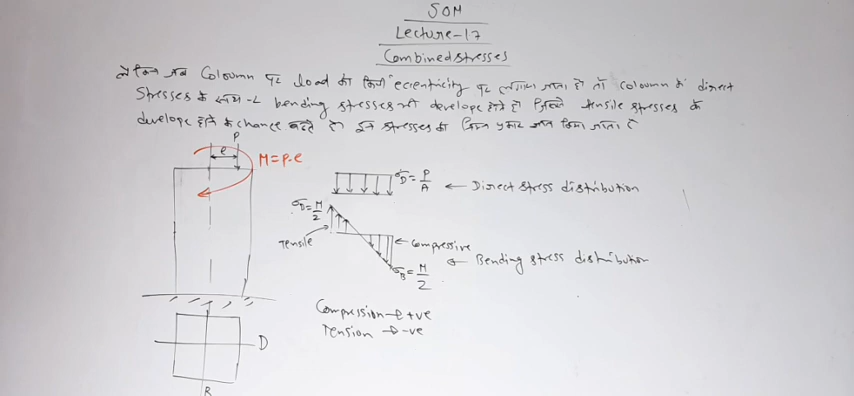 SOM
Lecture-17
Combined stresses
लेकिन जब Coloumn पर load को किसी eccentricity पर लगाया जाता है तो coloumn में direct
Stresses के साथ-2 bending stresses भी develope होते है जिससे tensile stresses के
develope होने के chance बढ़ते है। इन stresses को निम्न प्रकार ज्ञात किया जाता है
P
e
M = P.e
σD = P/A ← Direct stress distribution
σB = M/Z
Tensile
← Compressive
← Bending stress distribution
σB = M/Z
Compression → +ve
Tension → -ve
D
B